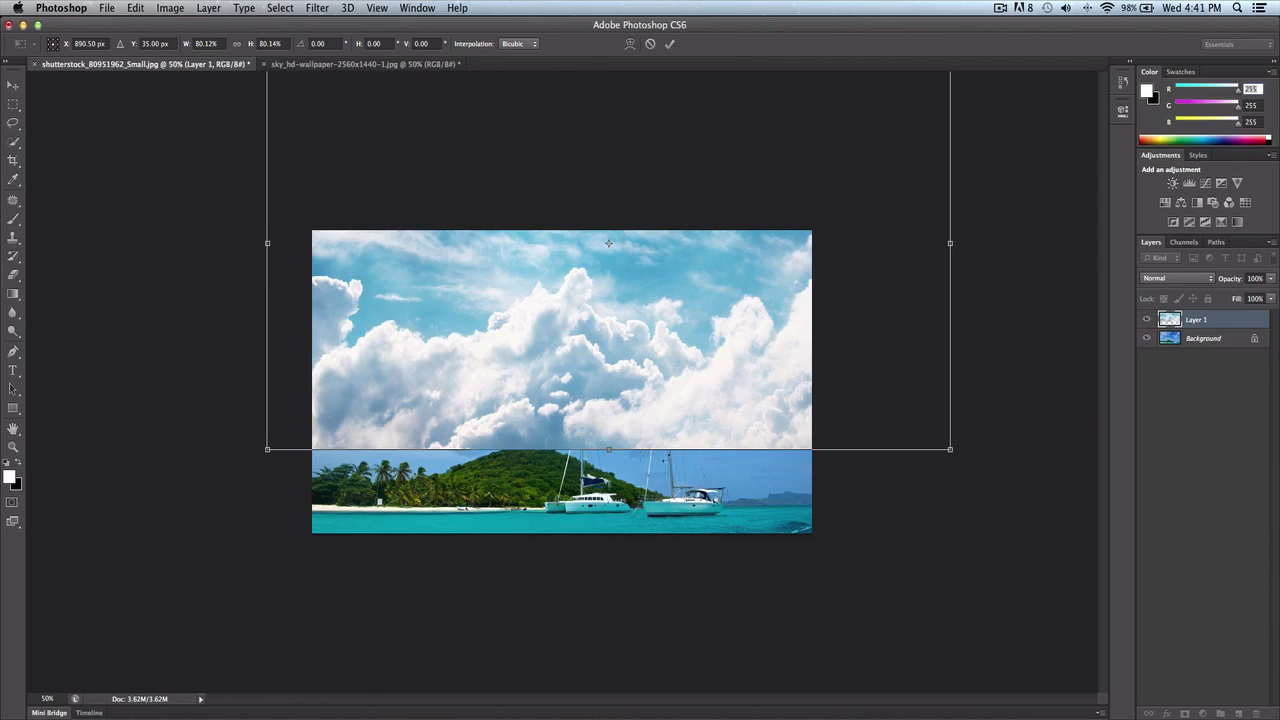 Photoshop File Edit Image Layer Type Select Filter 3D View Window Help 8 98% Wed 4:41 PM
Adobe Photoshop CS6
X: 890.50 px Y: 35.00 px W: 80.12% H: 80.14% 0.00 ° H: 0.00 ° V: 0.00 ° Interpolation: Bicubic Essentials
× shutterstock_80951962_Small.jpg @ 50% (Layer 1, RGB/8#) * × sky_hd-wallpaper-2560x1440-1.jpg @ 50% (RGB/8#) *
Color Swatches
R 255
G 255
B 255
Adjustments Styles
Add an adjustment
Layers Channels Paths
Kind
Normal Opacity: 100%
Lock: Fill: 100%
Layer 1
Background
50% Doc: 3.62M/3.62M
Mini Bridge Timeline